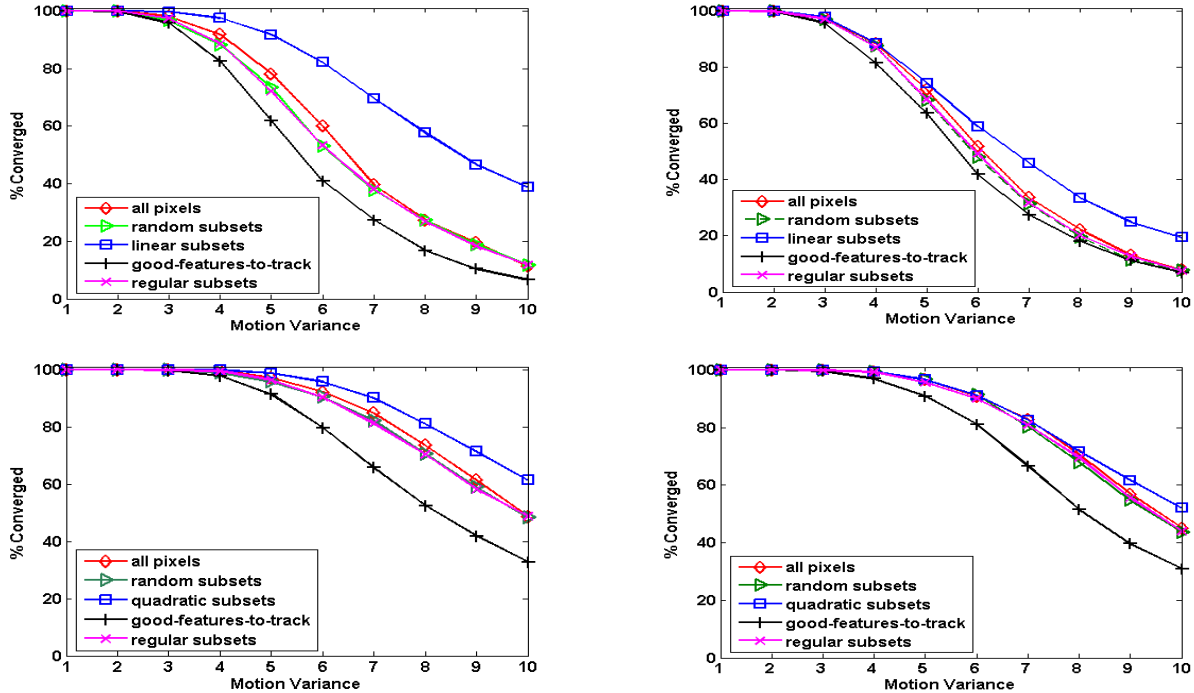 100
80
60
40
20
0
% Converged
all pixels
random subsets
linear subsets
good-features-to-track
regular subsets
1 2 3 4 5 6 7 8 9 10
Motion Variance
100
80
60
40
20
0
% Converged
all pixels
random subsets
linear subsets
good-features-to-track
regular subsets
1 2 3 4 5 6 7 8 9 10
Motion Variance
100
80
60
40
20
0
% Converged
all pixels
random subsets
quadratic subsets
good-features-to-track
regular subsets
1 2 3 4 5 6 7 8 9 10
Motion Variance
100
80
60
40
20
0
% Converged
all pixels
random subsets
quadratic subsets
good-features-to-track
regular subsets
1 2 3 4 5 6 7 8 9 10
Motion Variance